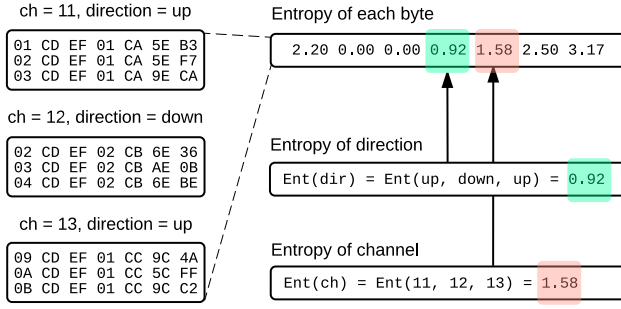 ch = 11, direction = up
01 CD EF 01 CA 5E B3
02 CD EF 01 CA 5E F7
03 CD EF 01 CA 9E CA
ch = 12, direction = down
02 CD EF 02 CB 6E 36
03 CD EF 02 CB AE 0B
04 CD EF 02 CB 6E BE
ch = 13, direction = up
09 CD EF 01 CC 9C 4A
0A CD EF 01 CC 5C FF
0B CD EF 01 CC 9C C2
Entropy of each byte
2.20 0.00 0.00 0.92 1.58 2.50 3.17
Entropy of direction
Ent(dir) = Ent(up, down, up) = 0.92
Entropy of channel
Ent(ch) = Ent(11, 12, 13) = 1.58